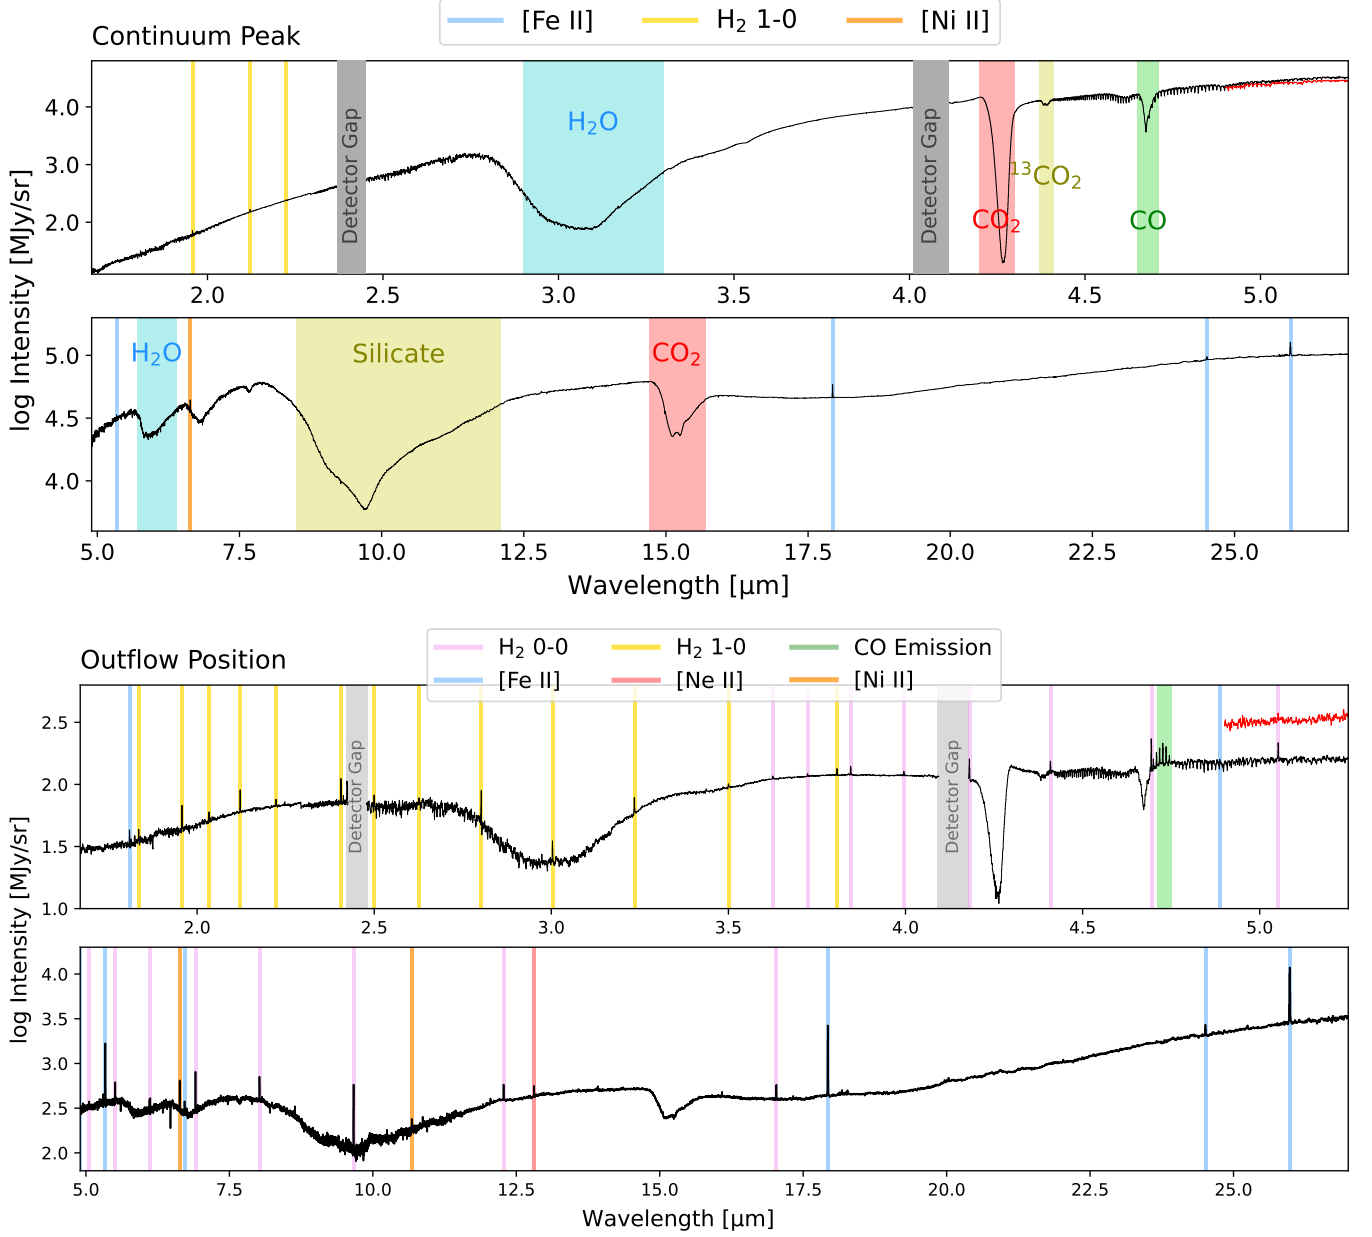 [Fe II] H₂ 1-0 [Ni II]
Continuum Peak
log Intensity [MJy/sr]
4.0
3.0
2.0
Detector Gap
H₂O
Detector Gap
CO₂
¹³CO₂
CO
2.0 2.5 3.0 3.5 4.0 4.5 5.0
5.0
4.5
4.0
H₂O
Silicate
CO₂
5.0 7.5 10.0 12.5 15.0 17.5 20.0 22.5 25.0
Wavelength [μm]
Outflow Position
H₂ 0-0 H₂ 1-0 CO Emission
[Fe II] [Ne II] [Ni II]
log Intensity [MJy/sr]
2.5
2.0
1.5
1.0
Detector Gap
Detector Gap
2.0 2.5 3.0 3.5 4.0 4.5 5.0
4.0
3.5
3.0
2.5
2.0
5.0 7.5 10.0 12.5 15.0 17.5 20.0 22.5 25.0
Wavelength [μm]